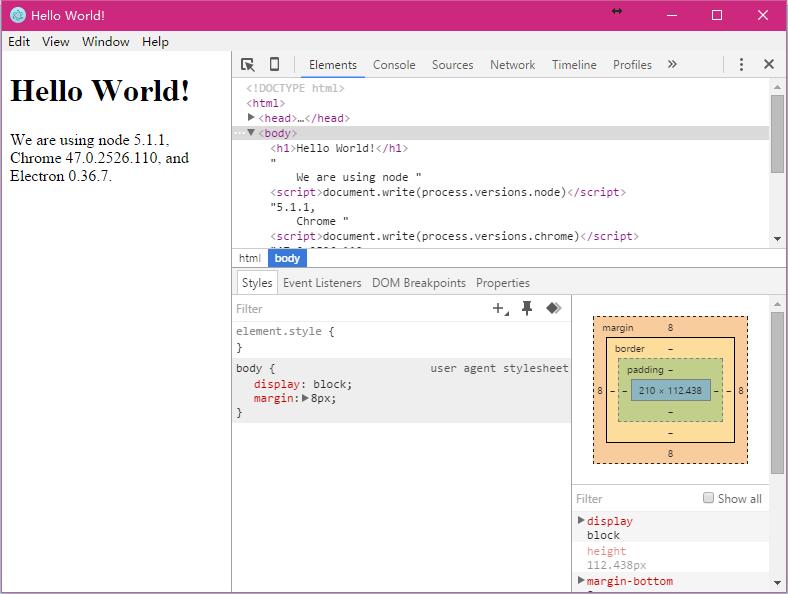 Hello World!
Edit View Window Help
Hello World!
We are using node 5.1.1,
Chrome 47.0.2526.110, and
Electron 0.36.7.
Elements Console Sources Network Timeline Profiles »
<!DOCTYPE html>
<html>
<head>…</head>
<body>
<h1>Hello World!</h1>
"
We are using node "
<script>document.write(process.versions.node)</script>
"5.1.1,
Chrome "
<script>document.write(process.versions.chrome)</script>
html body
Styles Event Listeners DOM Breakpoints Properties
Filter
element.style {
}
body { user agent stylesheet
display: block;
margin: 8px;
}
margin 8
border –
padding –
8 – – 210 × 112.438 – – 8
–
–
8
Filter Show all
display
block
height
112.438px
margin-bottom